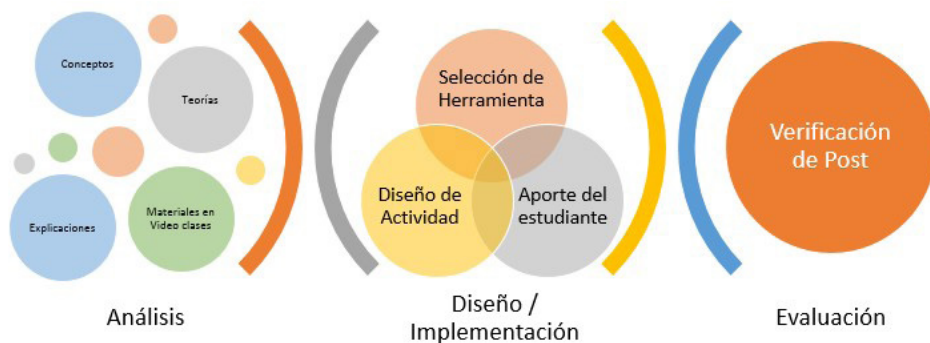 Conceptos
Teorías
Explicaciones
Materiales en
Video clases
Análisis
Selección de
Herramienta
Diseño de
Actividad
Aporte del
estudiante
Diseño /
Implementación
Verificación
de Post
Evaluación